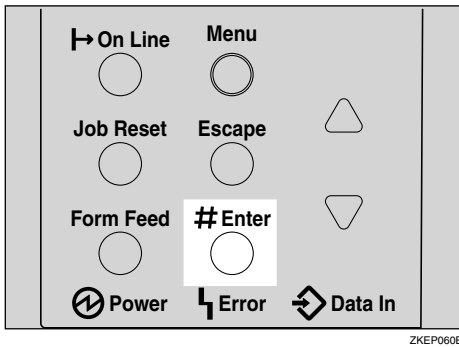 On Line
Menu
Job Reset
Escape
Form Feed
# Enter
Power
Error
Data In
ZKEP060E